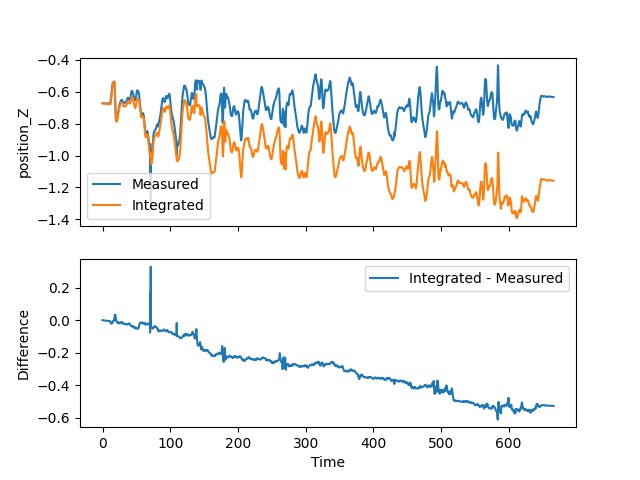 position_Z
−0.4
−0.6
−0.8
−1.0
−1.2
−1.4
Measured
Integrated
Difference
0.2
0.0
−0.2
−0.4
−0.6
Integrated - Measured
0 100 200 300 400 500 600
Time